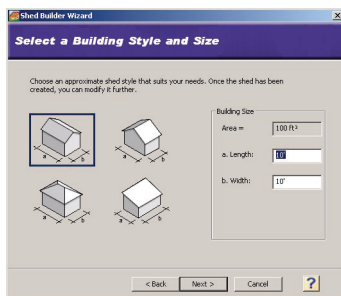 Shed Builder Wizard
Select a Building Style and Size
Choose an approximate shed style that suits your needs. Once the shed has been
created, you can modify it further.
a b
a b
a b
a b
Building Size
Area = 100 ft²
a. Length: 10'
b. Width: 10'
< Back Next > Cancel ?